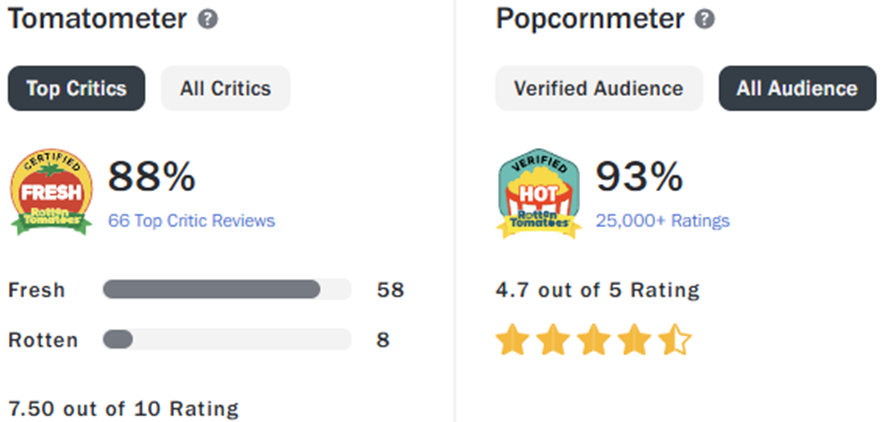 Tomatometer ?
Top Critics All Critics
CERTIFIED
FRESH
Rotten
Tomatoes
88%
66 Top Critic Reviews
Fresh 58
Rotten 8
7.50 out of 10 Rating
Popcornmeter ?
Verified Audience All Audience
VERIFIED
HOT
Rotten
Tomatoes
93%
25,000+ Ratings
4.7 out of 5 Rating